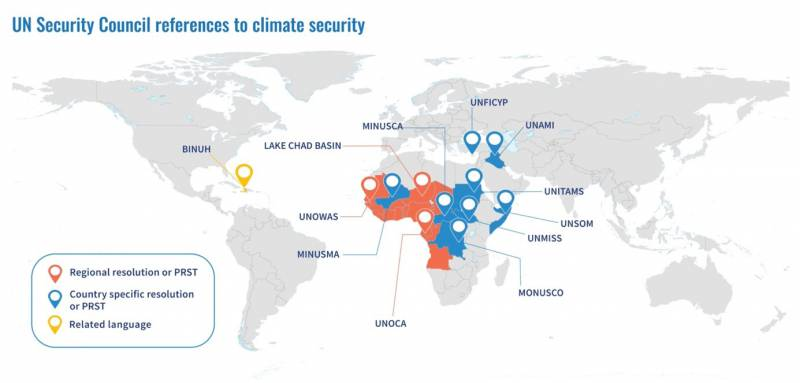 UN Security Council references to climate security
UNFICYP
MINUSCA
UNAMI
BINUH
LAKE CHAD BASIN
UNITAMS
UNOWAS
UNSOM
UNMISS
MINUSMA
MONUSCO
UNOCA
Regional resolution or PRST
Country specific resolution
or PRST
Related language